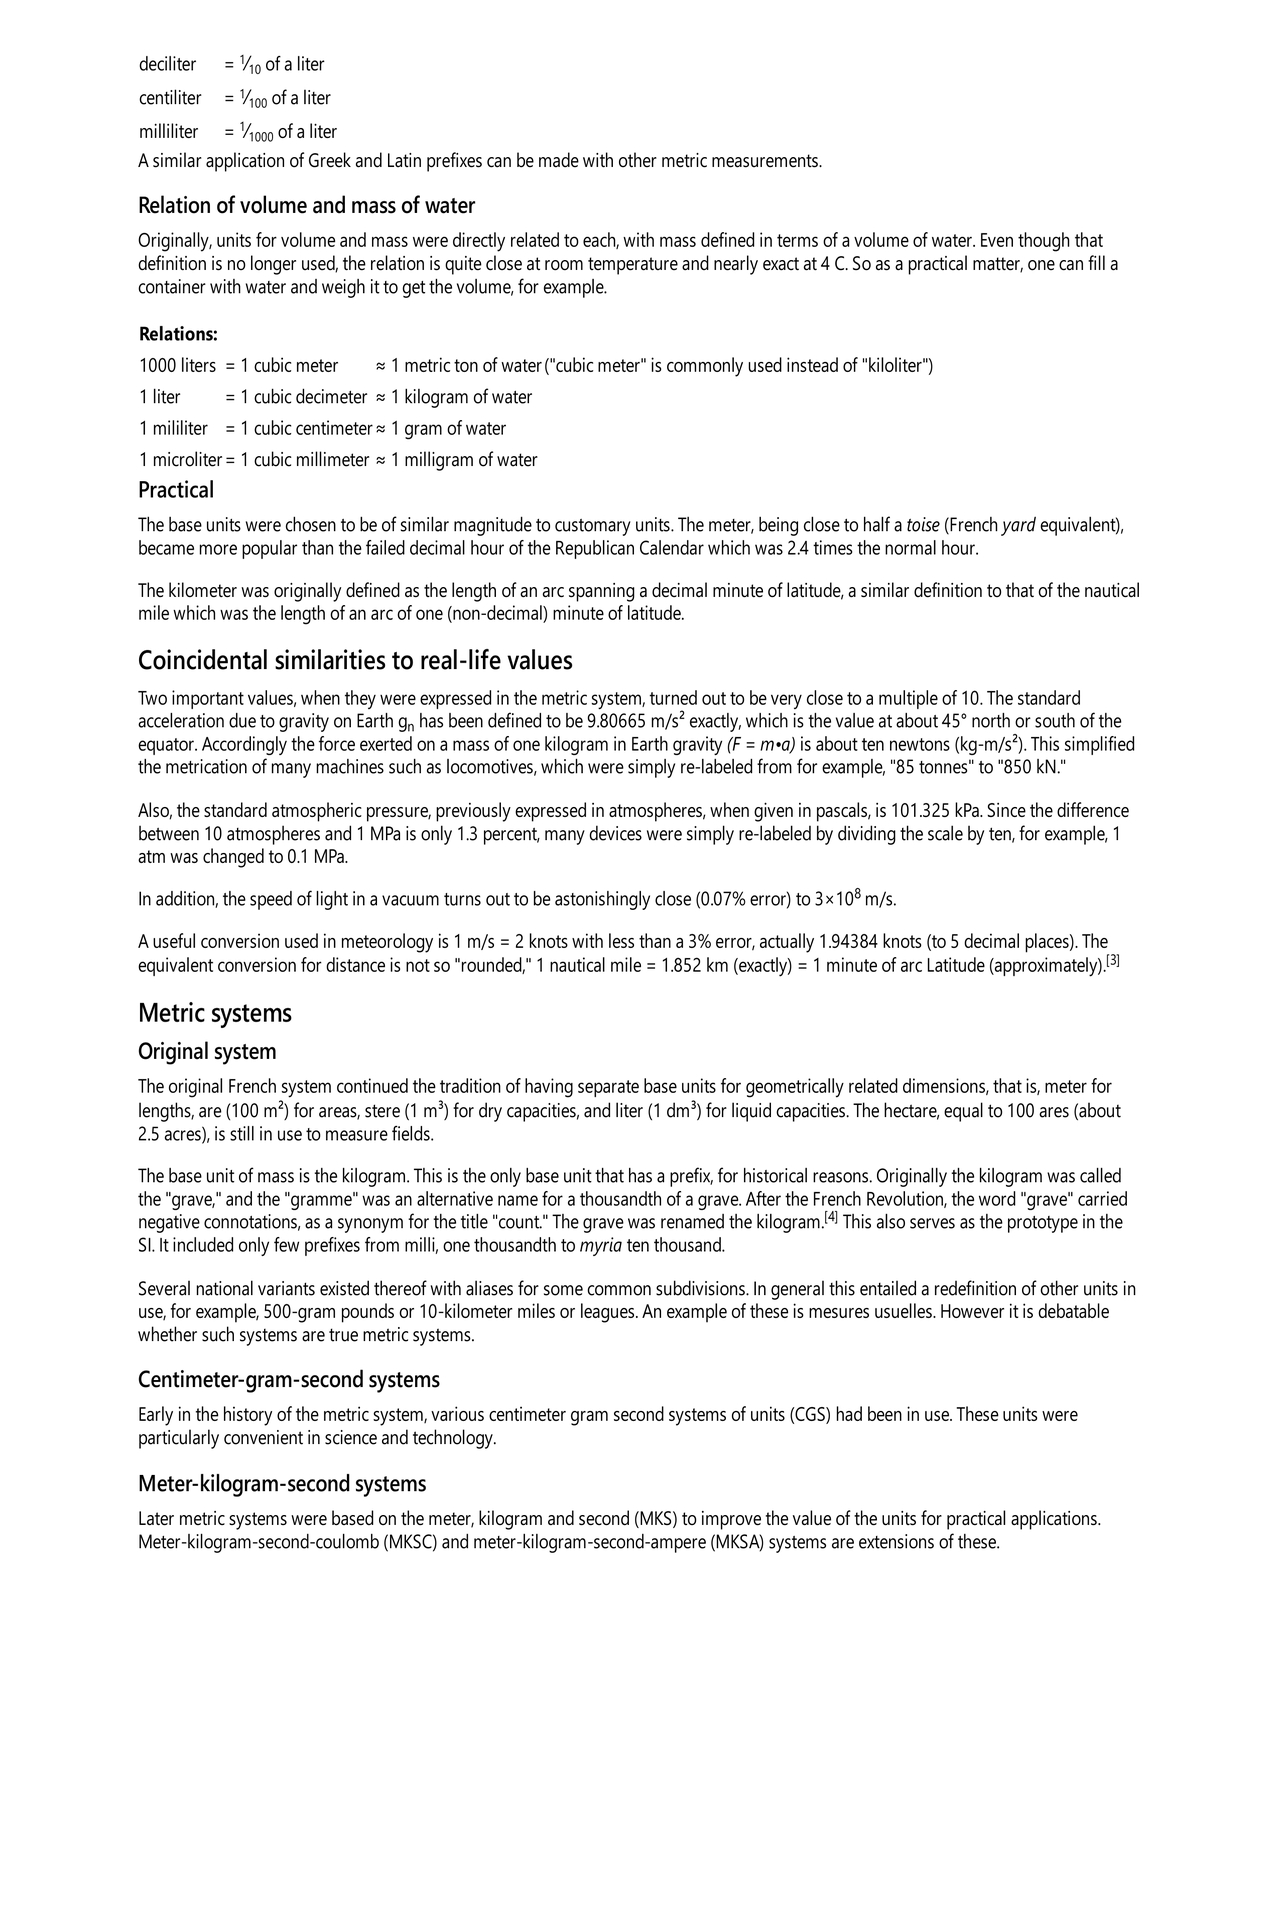 deciliter = 1⁄10 of a liter
centiliter = 1⁄100 of a liter
milliliter = 1⁄1000 of a liter
A similar application of Greek and Latin prefixes can be made with other metric measurements.
Relation of volume and mass of water
Originally, units for volume and mass were directly related to each, with mass defined in terms of a volume of water. Even though that
definition is no longer used, the relation is quite close at room temperature and nearly exact at 4 C. So as a practical matter, one can fill a
container with water and weigh it to get the volume, for example.
Relations:
1000 liters = 1 cubic meter ≈ 1 metric ton of water ("cubic meter" is commonly used instead of "kiloliter")
1 liter = 1 cubic decimeter ≈ 1 kilogram of water
1 mililiter = 1 cubic centimeter ≈ 1 gram of water
1 microliter = 1 cubic millimeter ≈ 1 milligram of water
Practical
The base units were chosen to be of similar magnitude to customary units. The meter, being close to half a toise (French yard equivalent),
became more popular than the failed decimal hour of the Republican Calendar which was 2.4 times the normal hour.
The kilometer was originally defined as the length of an arc spanning a decimal minute of latitude, a similar definition to that of the nautical
mile which was the length of an arc of one (non-decimal) minute of latitude.
Coincidental similarities to real-life values
Two important values, when they were expressed in the metric system, turned out to be very close to a multiple of 10. The standard
acceleration due to gravity on Earth gn has been defined to be 9.80665 m/s² exactly, which is the value at about 45° north or south of the
equator. Accordingly the force exerted on a mass of one kilogram in Earth gravity (F = m•a) is about ten newtons (kg-m/s²). This simplified
the metrication of many machines such as locomotives, which were simply re-labeled from for example, "85 tonnes" to "850 kN."
Also, the standard atmospheric pressure, previously expressed in atmospheres, when given in pascals, is 101.325 kPa. Since the difference
between 10 atmospheres and 1 MPa is only 1.3 percent, many devices were simply re-labeled by dividing the scale by ten, for example, 1
atm was changed to 0.1 MPa.
In addition, the speed of light in a vacuum turns out to be astonishingly close (0.07% error) to 3×10⁸ m/s.
A useful conversion used in meteorology is 1 m/s = 2 knots with less than a 3% error, actually 1.94384 knots (to 5 decimal places). The
equivalent conversion for distance is not so "rounded," 1 nautical mile = 1.852 km (exactly) = 1 minute of arc Latitude (approximately).[3]
Metric systems
Original system
The original French system continued the tradition of having separate base units for geometrically related dimensions, that is, meter for
lengths, are (100 m²) for areas, stere (1 m³) for dry capacities, and liter (1 dm³) for liquid capacities. The hectare, equal to 100 ares (about
2.5 acres), is still in use to measure fields.
The base unit of mass is the kilogram. This is the only base unit that has a prefix, for historical reasons. Originally the kilogram was called
the "grave," and the "gramme" was an alternative name for a thousandth of a grave. After the French Revolution, the word "grave" carried
negative connotations, as a synonym for the title "count." The grave was renamed the kilogram.[4] This also serves as the prototype in the
SI. It included only few prefixes from milli, one thousandth to myria ten thousand.
Several national variants existed thereof with aliases for some common subdivisions. In general this entailed a redefinition of other units in
use, for example, 500-gram pounds or 10-kilometer miles or leagues. An example of these is mesures usuelles. However it is debatable
whether such systems are true metric systems.
Centimeter-gram-second systems
Early in the history of the metric system, various centimeter gram second systems of units (CGS) had been in use. These units were
particularly convenient in science and technology.
Meter-kilogram-second systems
Later metric systems were based on the meter, kilogram and second (MKS) to improve the value of the units for practical applications.
Meter-kilogram-second-coulomb (MKSC) and meter-kilogram-second-ampere (MKSA) systems are extensions of these.